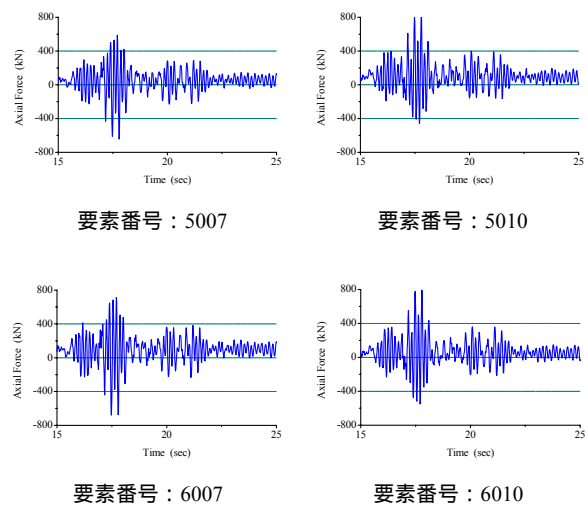 800
400
0
-400
-800
Axial Force (kN)
15 20 25
Time (sec)
要素番号：5007
800
400
0
-400
-800
Axial Force (kN)
15 20 25
Time (sec)
要素番号：5010
800
400
0
-400
-800
Axial Force (kN)
15 20 25
Time (sec)
要素番号：6007
800
400
0
-400
-800
Axial Force (kN)
15 20 25
Time (sec)
要素番号：6010